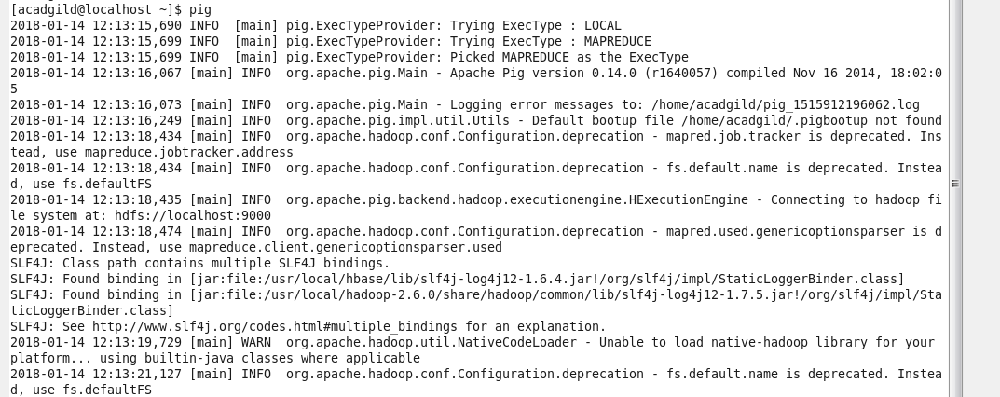 [acadgild@localhost ~]$ pig
2018-01-14 12:13:15,690 INFO  [main] pig.ExecTypeProvider: Trying ExecType : LOCAL
2018-01-14 12:13:15,699 INFO  [main] pig.ExecTypeProvider: Trying ExecType : MAPREDUCE
2018-01-14 12:13:15,699 INFO  [main] pig.ExecTypeProvider: Picked MAPREDUCE as the ExecType
2018-01-14 12:13:16,067 [main] INFO  org.apache.pig.Main - Apache Pig version 0.14.0 (r1640057) compiled Nov 16 2014, 18:02:0
5
2018-01-14 12:13:16,073 [main] INFO  org.apache.pig.Main - Logging error messages to: /home/acadgild/pig_1515912196062.log
2018-01-14 12:13:16,249 [main] INFO  org.apache.pig.impl.util.Utils - Default bootup file /home/acadgild/.pigbootup not found
2018-01-14 12:13:18,434 [main] INFO  org.apache.hadoop.conf.Configuration.deprecation - mapred.job.tracker is deprecated. Ins
tead, use mapreduce.jobtracker.address
2018-01-14 12:13:18,434 [main] INFO  org.apache.hadoop.conf.Configuration.deprecation - fs.default.name is deprecated. Instea
d, use fs.defaultFS
2018-01-14 12:13:18,435 [main] INFO  org.apache.pig.backend.hadoop.executionengine.HExecutionEngine - Connecting to hadoop fi
le system at: hdfs://localhost:9000
2018-01-14 12:13:18,474 [main] INFO  org.apache.hadoop.conf.Configuration.deprecation - mapred.used.genericoptionsparser is d
eprecated. Instead, use mapreduce.client.genericoptionsparser.used
SLF4J: Class path contains multiple SLF4J bindings.
SLF4J: Found binding in [jar:file:/usr/local/hbase/lib/slf4j-log4j12-1.6.4.jar!/org/slf4j/impl/StaticLoggerBinder.class]
SLF4J: Found binding in [jar:file:/usr/local/hadoop-2.6.0/share/hadoop/common/lib/slf4j-log4j12-1.7.5.jar!/org/slf4j/impl/Sta
ticLoggerBinder.class]
SLF4J: See http://www.slf4j.org/codes.html#multiple_bindings for an explanation.
2018-01-14 12:13:19,729 [main] WARN  org.apache.hadoop.util.NativeCodeLoader - Unable to load native-hadoop library for your
platform... using builtin-java classes where applicable
2018-01-14 12:13:21,127 [main] INFO  org.apache.hadoop.conf.Configuration.deprecation - fs.default.name is deprecated. Instea
d, use fs.defaultFS